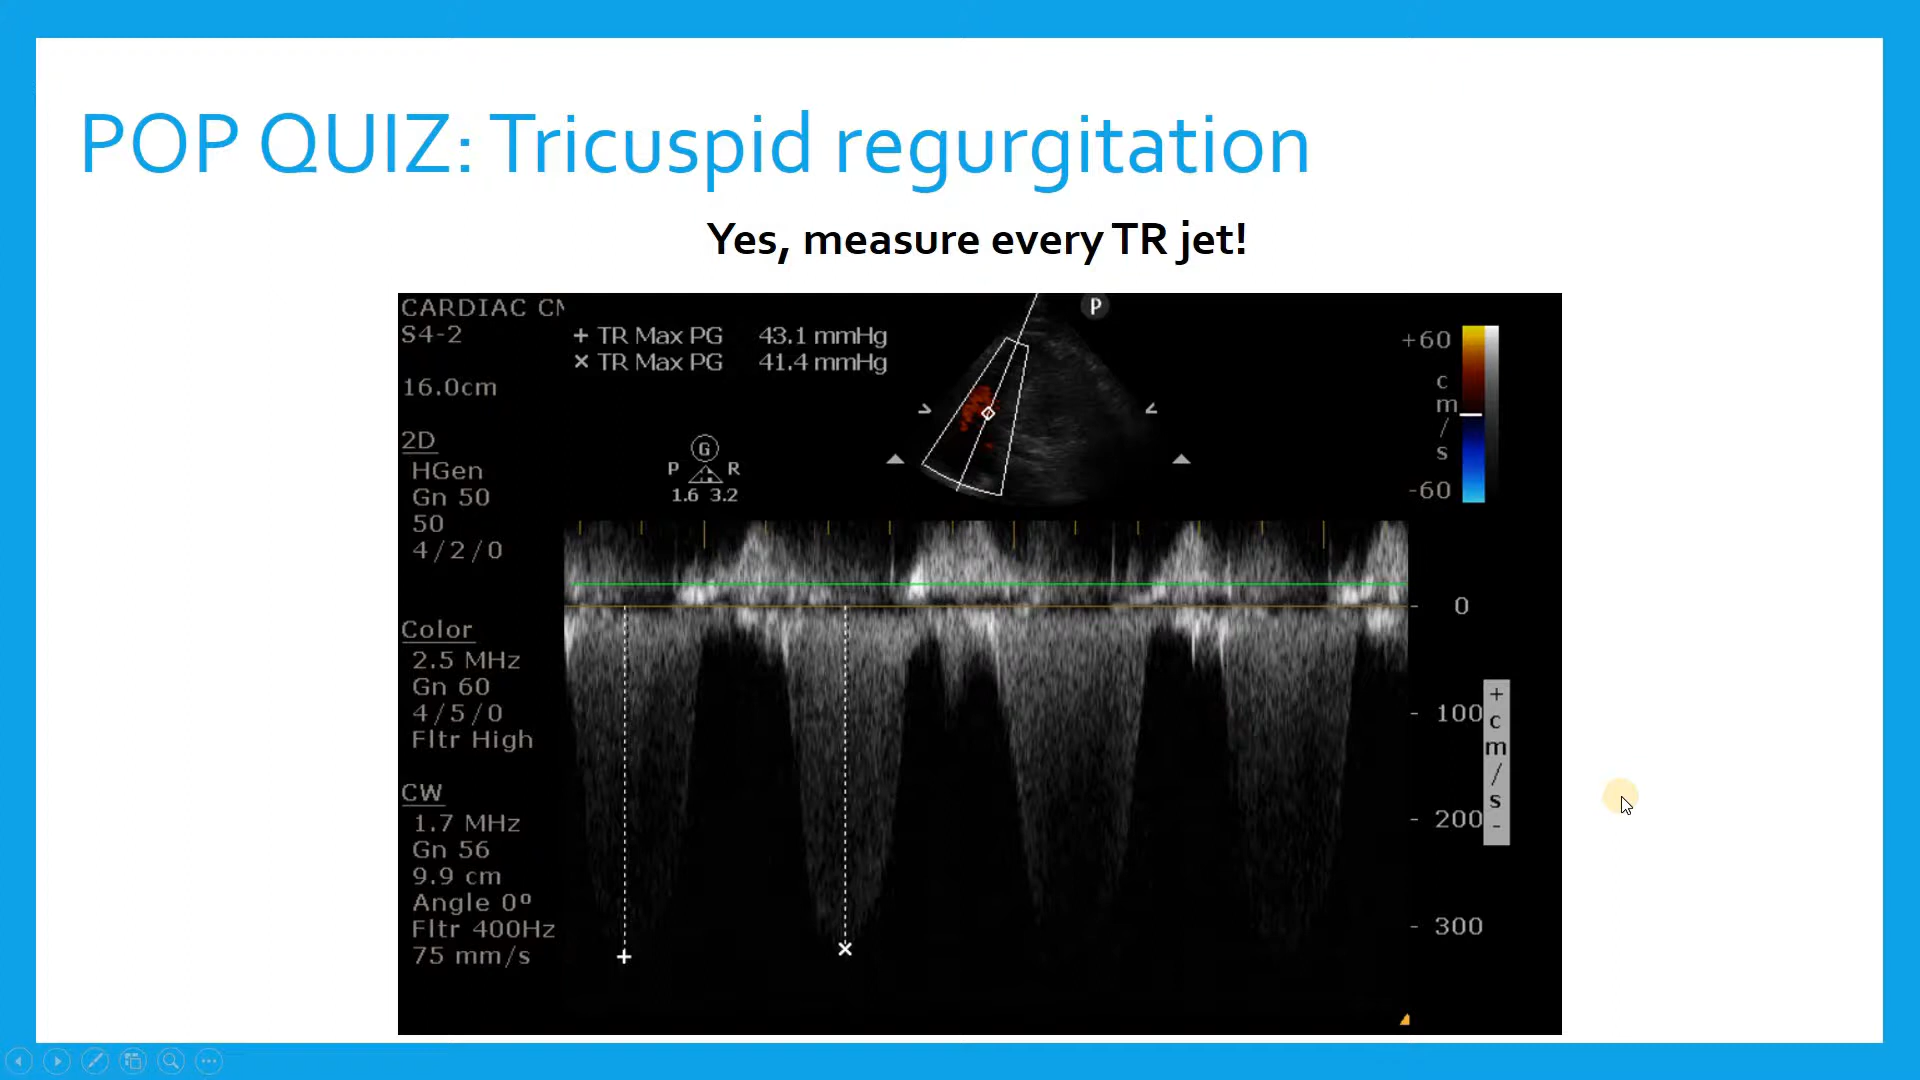 POP QUIZ: Tricuspid regurgitation
Yes, measure every TR jet!
CARDIAC CM
S4-2
16.0cm
2D
HGen
Gn 50
50
4/2/0
Color
2.5 MHz
Gn 60
4/5/0
Fltr High
CW
1.7 MHz
Gn 56
9.9 cm
Angle 0º
Fltr 400Hz
75 mm/s
+ TR Max PG 43.1 mmHg
× TR Max PG 41.4 mmHg
G
P R
1.6 3.2
P
+60
c
m
/
s
-60
- 0
- 100
- 200
- 300
+
c
m
/
s
-
+
×